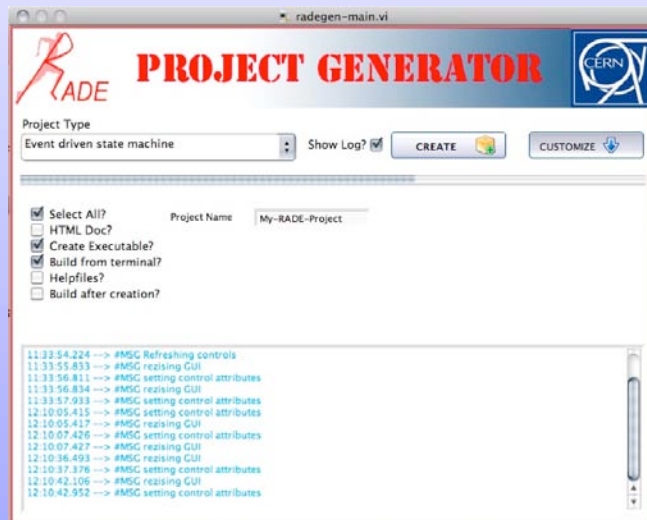 radegen-main.vi
RADE
PROJECT GENERATOR
CERN
Project Type
Event driven state machine
Show Log?
CREATE
CUSTOMIZE
Select All?
HTML Doc?
Create Executable?
Build from terminal?
Helpfiles?
Build after creation?
Project Name
My-RADE-Project
11:33:54.224 --> #MSG Refreshing controls
11:33:55.833 --> #MSG rezising GUI
11:33:56.811 --> #MSG setting control attributes
11:33:56.834 --> #MSG rezising GUI
11:33:57.933 --> #MSG setting control attributes
12:10:05.415 --> #MSG setting control attributes
12:10:05.417 --> #MSG rezising GUI
12:10:07.426 --> #MSG setting control attributes
12:10:07.427 --> #MSG rezising GUI
12:10:36.493 --> #MSG rezising GUI
12:10:37.376 --> #MSG setting control attributes
12:10:42.106 --> #MSG rezising GUI
12:10:42.952 --> #MSG setting control attributes